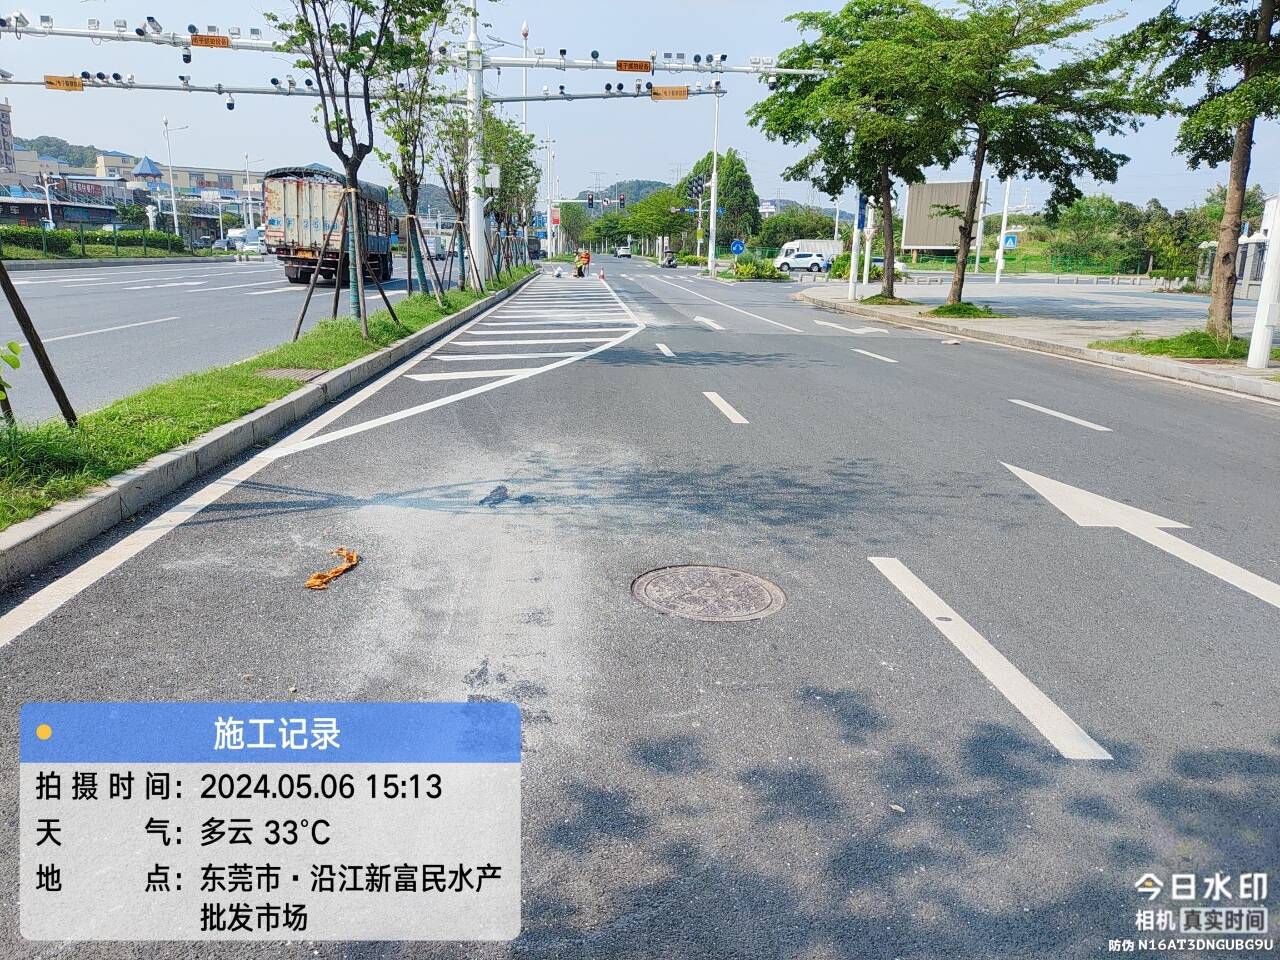 施工记录
拍摄时间：2024.05.06 15:13
天气：多云 33°C
地点：东莞市·沿江新富民水产
批发市场
今日水印
相机 真实时间
防伪 N16AT3DNGUBG9U